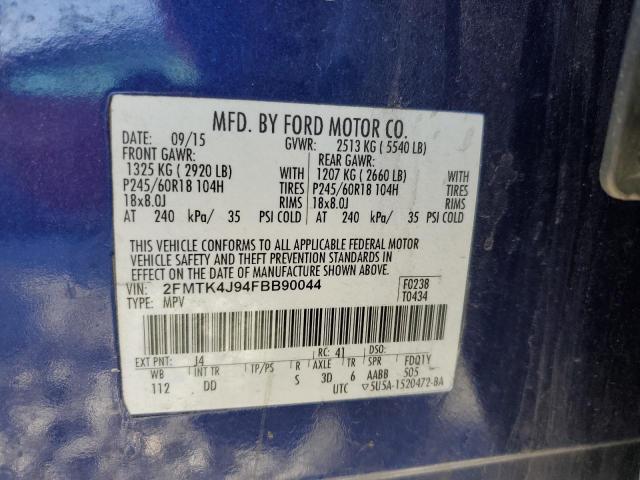 MFD. BY FORD MOTOR CO.
DATE: 09/15 GVWR: 2513 KG ( 5540 LB)
FRONT GAWR: REAR GAWR:
1325 KG ( 2920 LB) WITH 1207 KG ( 2660 LB) WITH
P245/60R18 104H TIRES P245/60R18 104H TIRES
18x8.0J RIMS 18x8.0J RIMS
AT 240 kPa/ 35 PSI COLD AT 240 kPa/ 35 PSI COLD
THIS VEHICLE CONFORMS TO ALL APPLICABLE FEDERAL MOTOR
VEHICLE SAFETY AND THEFT PREVENTION STANDARDS IN
EFFECT ON THE DATE OF MANUFACTURE SHOWN ABOVE.
VIN: 2FMTK4J94FBB90044 F0238
TYPE: MPV T0434
EXT PNT: J4 RC: 41 DSO:
WB INT TR TP/PS R AXLE TR SPR FDQTY
112 DD S 3D 6 AABB 505
UTC ▽5U5A-1520472-BA